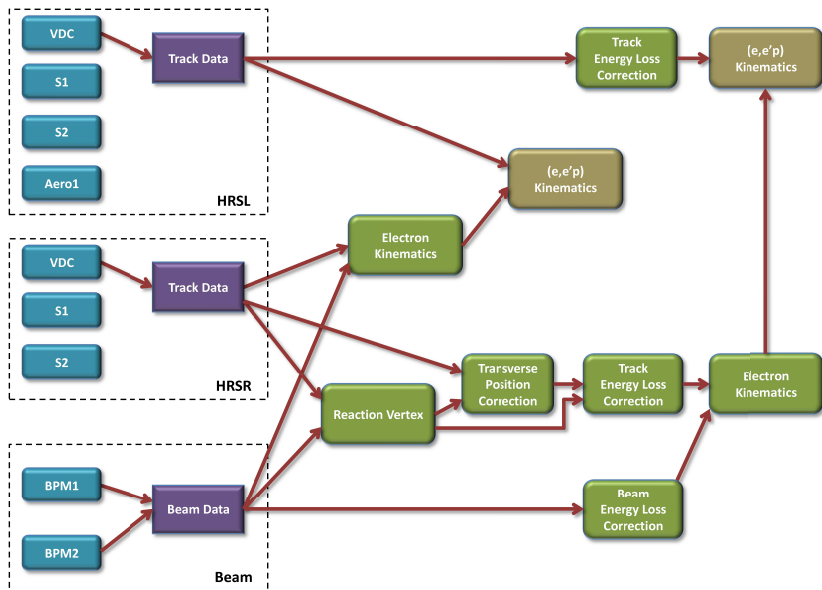 VDC
S1
S2
Aero1
Track Data
HRSL
Track
Energy Loss
Correction
(e,e’p)
Kinematics
(e,e’p)
Kinematics
VDC
S1
S2
Track Data
HRSR
Electron
Kinematics
Reaction Vertex
Transverse
Position
Correction
Track
Energy Loss
Correction
Electron
Kinematics
BPM1
BPM2
Beam Data
Beam
Beam
Energy Loss
Correction